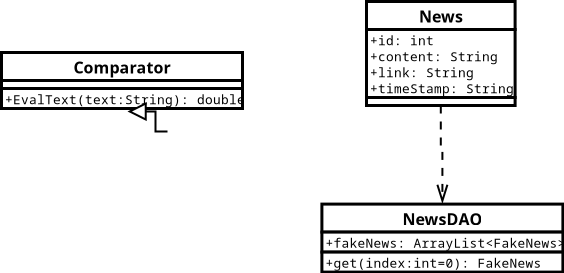 News
+id: int
+content: String
+link: String
+timeStamp: String
Comparator
+EvalText(text:String): double
NewsDAO
+fakeNews: ArrayList<FakeNews>
+get(index:int=0): FakeNews